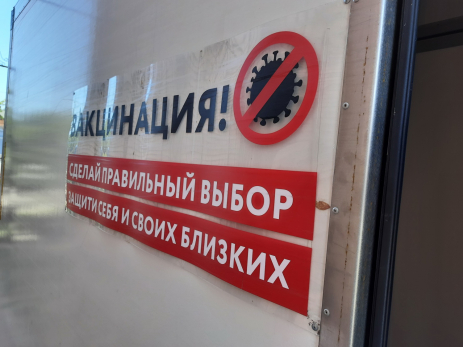 ВАКЦИНАЦИЯ!
СДЕЛАЙ ПРАВИЛЬНЫЙ ВЫБОР
ЗАЩИТИ СЕБЯ И СВОИХ БЛИЗКИХ